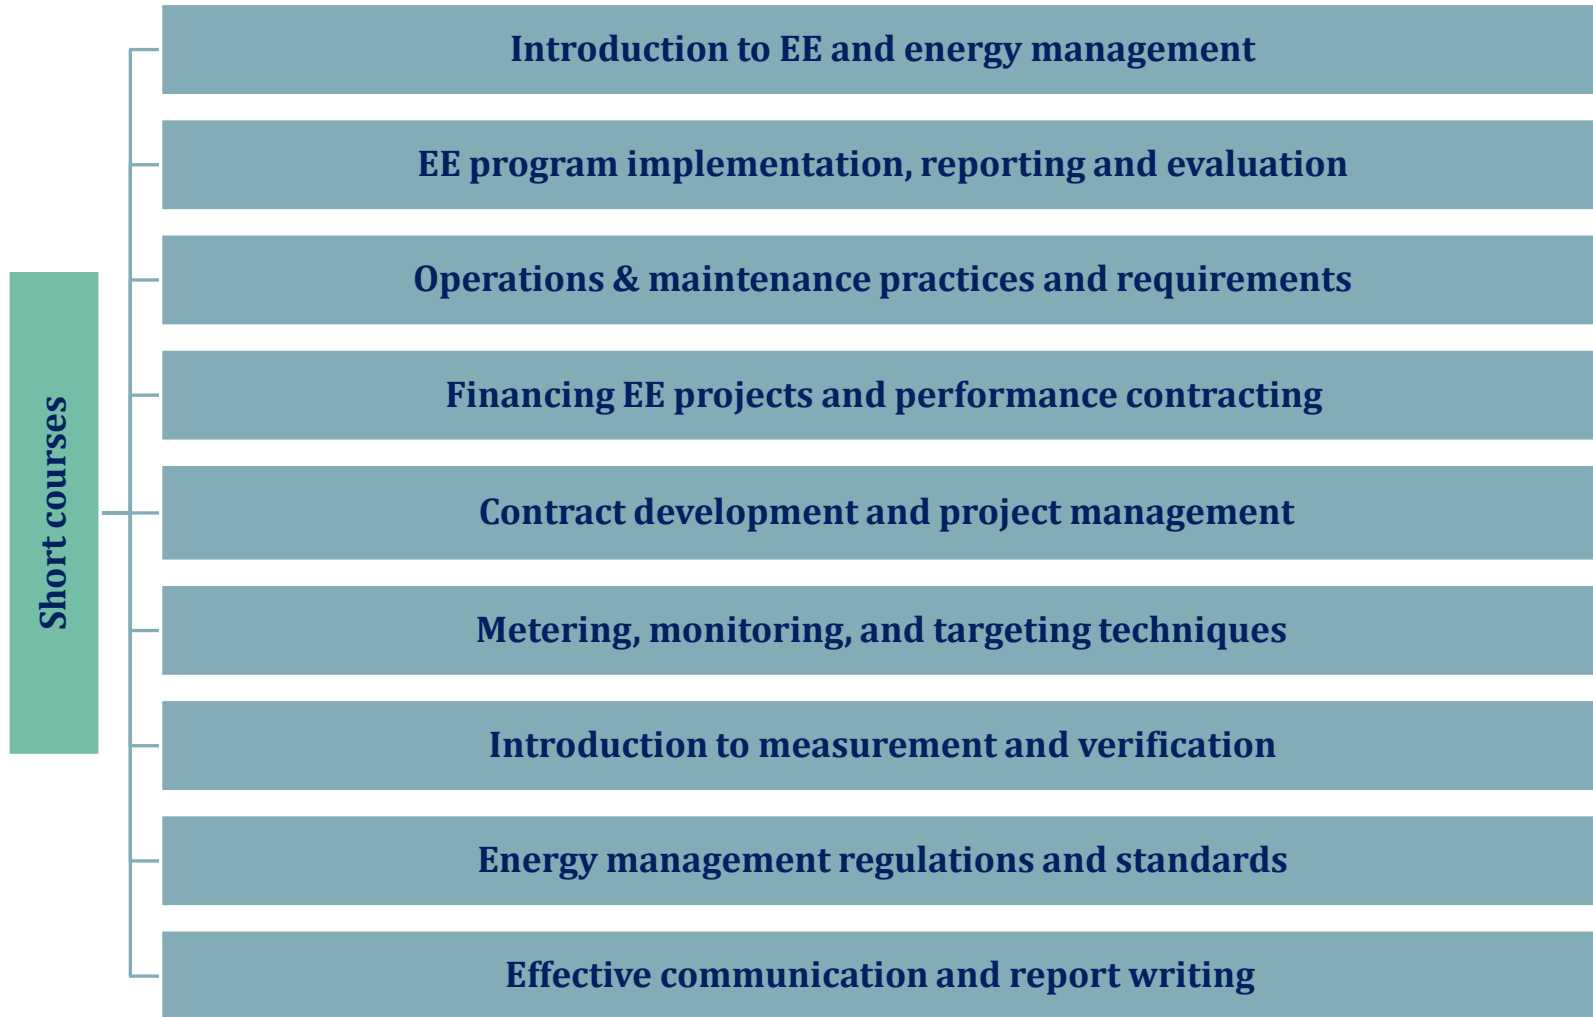 Short courses
Introduction to EE and energy management
EE program implementation, reporting and evaluation
Operations & maintenance practices and requirements
Financing EE projects and performance contracting
Contract development and project management
Metering, monitoring, and targeting techniques
Introduction to measurement and verification
Energy management regulations and standards
Effective communication and report writing